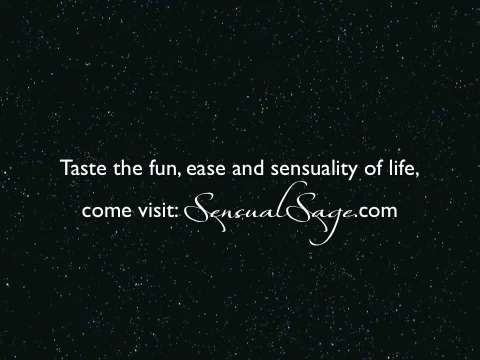 Taste the fun, ease and sensuality of life,
come visit: SensualSage.com